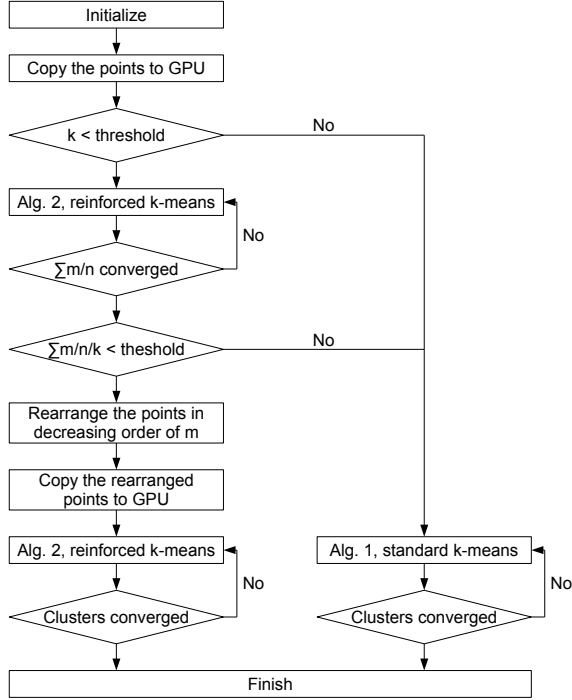 Initialize
Copy the points to GPU
k < threshold
No
Alg. 2, reinforced k-means
No
∑m/n converged
∑m/n/k < theshold
No
Rearrange the points in
decreasing order of m
Copy the rearranged
points to GPU
Alg. 2, reinforced k-means
No
Clusters converged
Alg. 1, standard k-means
No
Clusters converged
Finish